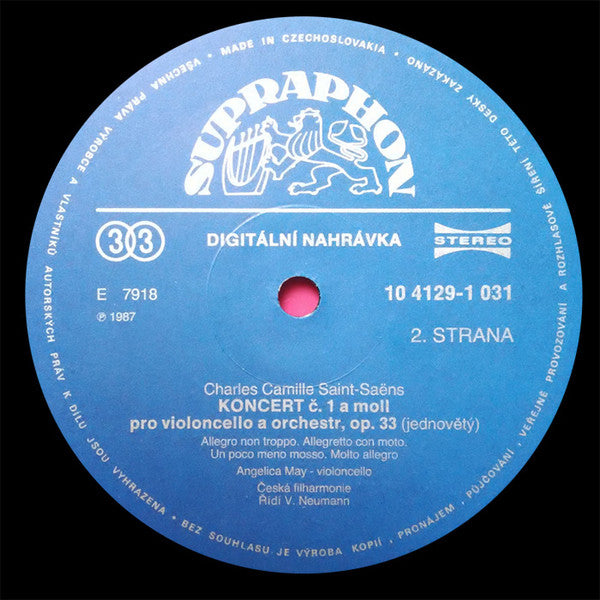 VŠECHNA PRÁVA VÝROBCE A VLASTNÍKŮ AUTORSKÝCH PRÁV K DÍLU JSOU VYHRAZENA • BEZ SOUHLASU JE VÝROBA KOPIÍ, PRONÁJEM, PŮJČOVÁNÍ, VEŘEJNÉ PROVOZOVÁNÍ A ROZHLASOVÉ ŠÍŘENÍ TÉTO DESKY ZAKÁZÁNO • MADE IN CZECHOSLOVAKIA •
SUPRAPHON
33 DIGITÁLNÍ NAHRÁVKA STEREO
E 7918 10 4129-1 031
℗ 1987
2. STRANA
Charles Camille Saint-Saëns
KONCERT č. 1 a moll
pro violoncello a orchestr, op. 33 (jednovětý)
Allegro non troppo. Allegretto con moto.
Un poco meno mosso. Molto allegro
Angelica May - violoncello
Česká filharmonie
Řídí V. Neumann